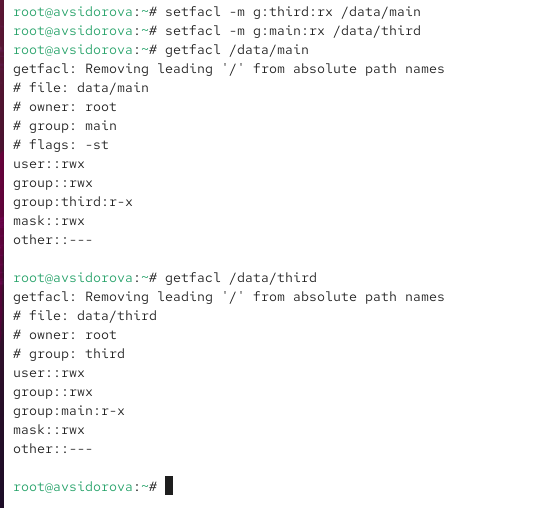 root@avsidorova:~# setfacl -m g:third:rx /data/main
root@avsidorova:~# setfacl -m g:main:rx /data/third
root@avsidorova:~# getfacl /data/main
getfacl: Removing leading '/' from absolute path names
# file: data/main
# owner: root
# group: main
# flags: -st
user::rwx
group::rwx
group:third:r-x
mask::rwx
other::---
root@avsidorova:~# getfacl /data/third
getfacl: Removing leading '/' from absolute path names
# file: data/third
# owner: root
# group: third
user::rwx
group::rwx
group:main:r-x
mask::rwx
other::---
root@avsidorova:~#